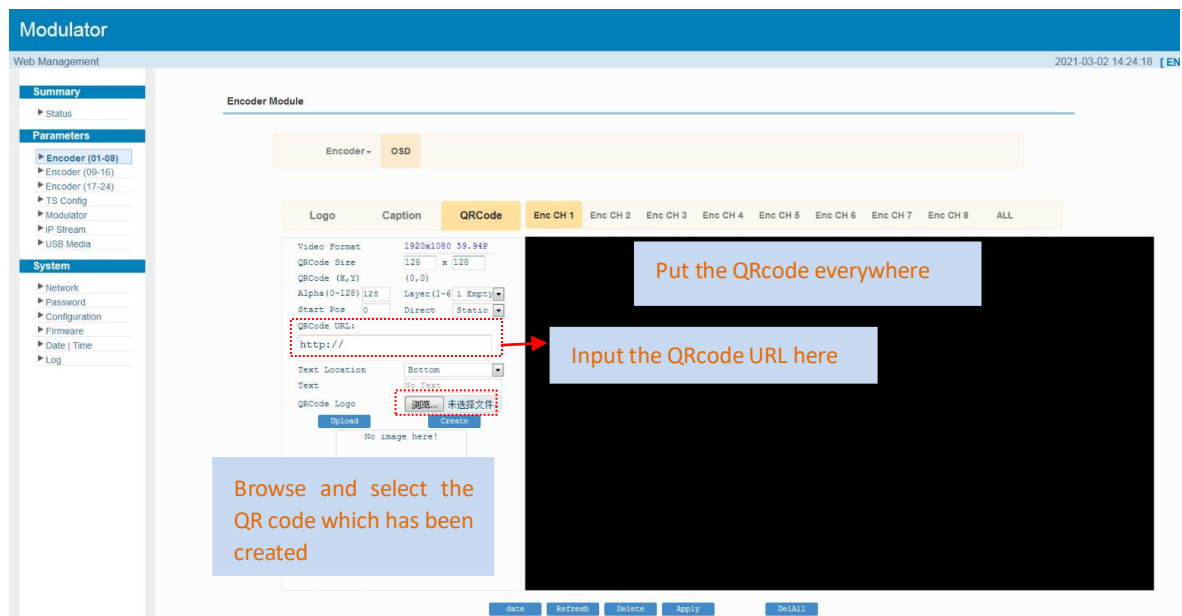 Modulator
Web Management
2021-03-02 14:24:18 [ EN
Summary
Status
Parameters
Encoder (01-08)
Encoder (09-16)
Encoder (17-24)
TS Config
Modulator
IP Stream
USB Media
System
Network
Password
Configuration
Firmware
Date | Time
Log
Encoder Module
Encoder OSD
Logo Caption QRCode Enc CH 1 Enc CH 2 Enc CH 3 Enc CH 4 Enc CH 5 Enc CH 6 Enc CH 7 Enc CH 8 ALL
Video Format 1920x1080 59.94P
QRCode Size 128 x 128
QRCode (X,Y) (0,0)
Alpha(0~128) 128 Layer(1-6 1 Empty
Start Pos 0 Direct Static
QRCode URL:
http://
Text Location Bottom
Text No Text
QRCode Logo 浏览... 未选择文件
Upload Create
No image here!
Put the QRcode everywhere
Input the QRcode URL here
Browse and select the
QR code which has been
created
date Refresh Delete Apply DelAll